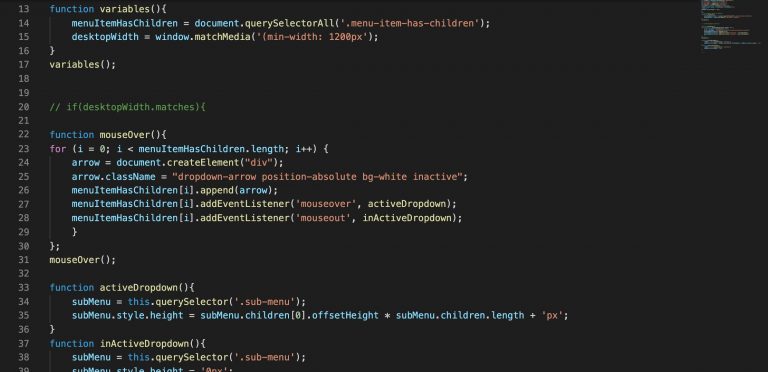 13 function variables(){
14 menuItemHasChildren = document.querySelectorAll('.menu-item-has-children');
15 desktopWidth = window.matchMedia('(min-width: 1200px');
16 }
17 variables();
18
19
20 // if(desktopWidth.matches){
21
22 function mouseOver(){
23 for (i = 0; i < menuItemHasChildren.length; i++) {
24 arrow = document.createElement("div");
25 arrow.className = "dropdown-arrow position-absolute bg-white inactive";
26 menuItemHasChildren[i].append(arrow);
27 menuItemHasChildren[i].addEventListener('mouseover', activeDropdown);
28 menuItemHasChildren[i].addEventListener('mouseout', inActiveDropdown);
29 }
30 };
31 mouseOver();
32
33 function activeDropdown(){
34 subMenu = this.querySelector('.sub-menu');
35 subMenu.style.height = subMenu.children[0].offsetHeight * subMenu.children.length + 'px';
36 }
37 function inActiveDropdown(){
38 subMenu = this.querySelector('.sub-menu');
39 subMenu.style.height = '0px';